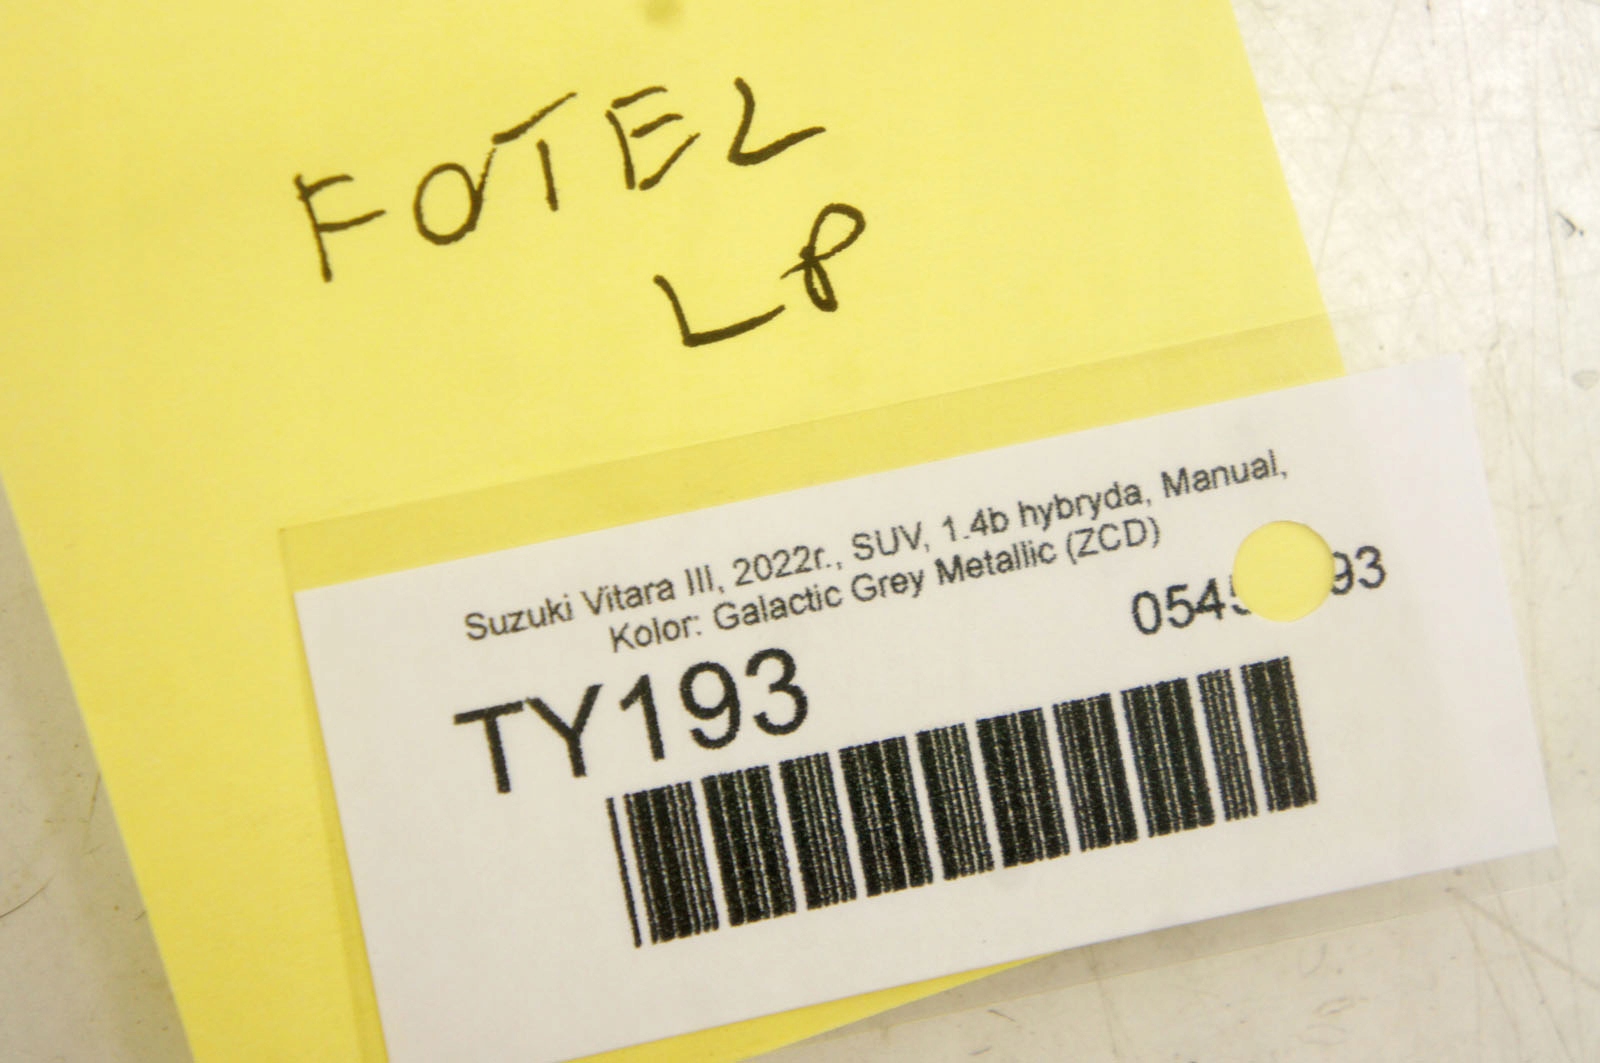 FOTEL
LP
Suzuki Vitara III, 2022r., SUV, 1.4b hybryda, Manual,
Kolor: Galactic Grey Metallic (ZCD)
TY193